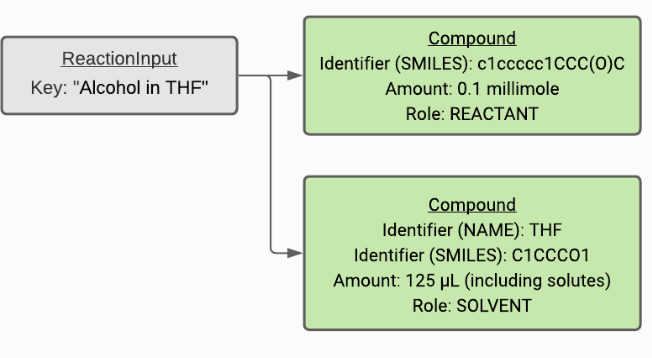 ReactionInput
Key: "Alcohol in THF"
Compound
Identifier (SMILES): c1ccccc1CCC(O)C
Amount: 0.1 millimole
Role: REACTANT
Compound
Identifier (NAME): THF
Identifier (SMILES): C1CCCO1
Amount: 125 μL (including solutes)
Role: SOLVENT